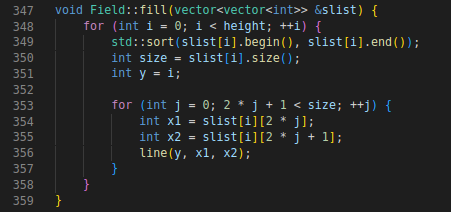 347 void Field::fill(vector<vector<int>> &slist) {
348     for (int i = 0; i < height; ++i) {
349         std::sort(slist[i].begin(), slist[i].end());
350         int size = slist[i].size();
351         int y = i;
352
353         for (int j = 0; 2 * j + 1 < size; ++j) {
354             int x1 = slist[i][2 * j];
355             int x2 = slist[i][2 * j + 1];
356             line(y, x1, x2);
357         }
358     }
359 }